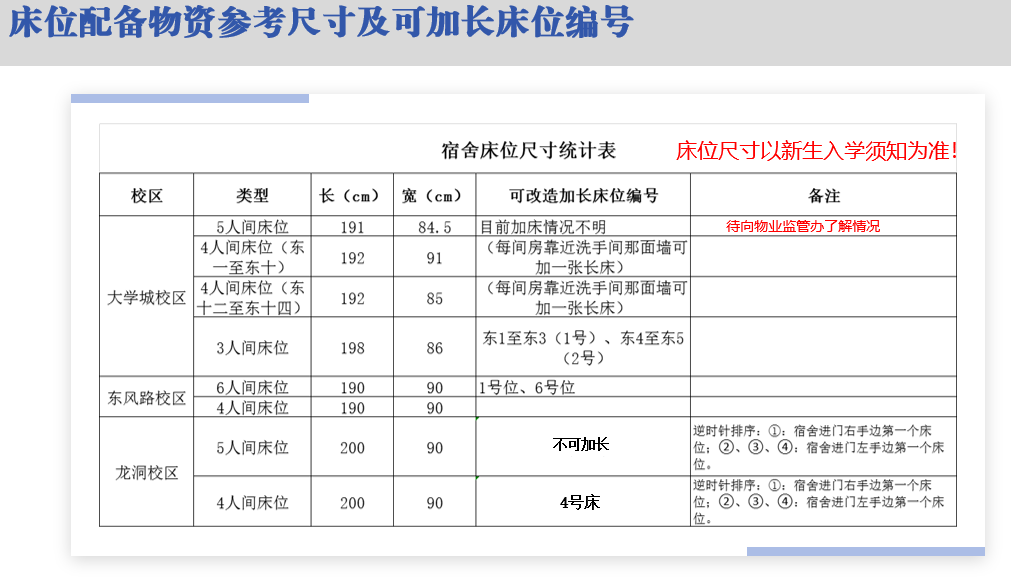 床位配备物资参考尺寸及可加长床位编号
宿舍床位尺寸统计表
床位尺寸以新生入学须知为准!
校区 类型 长（cm） 宽（cm） 可改造加长床位编号 备注
大学城校区
5人间床位 191 84.5 目前加床情况不明 待向物业监管办了解情况
4人间床位（东
一至东十） 192 91 （每间房靠近洗手间那面墙可
加一张长床）
4人间床位（东
十二至东十四） 192 85 （每间房靠近洗手间那面墙可
加一张长床）
3人间床位 198 86 东1至东3（1号）、东4至东5
（2号）
东风路校区
6人间床位 190 90 1号位、6号位
4人间床位 190 90
龙洞校区
5人间床位 200 90 不可加长
逆时针排序：①：宿舍进门右手边第一个床
位；②、③、④：宿舍进门左手边第一个床
位。
4人间床位 200 90 4号床
逆时针排序：①：宿舍进门右手边第一个床
位；②、③、④：宿舍进门左手边第一个床
位。